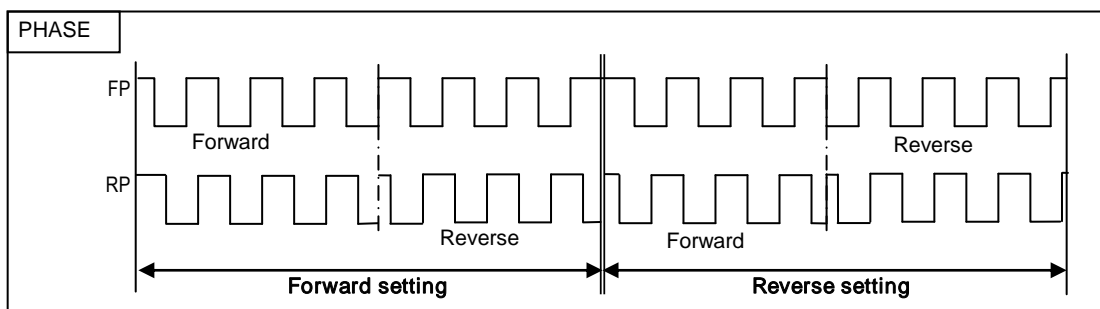 PHASE
FP
Forward
Reverse
RP
Reverse
Forward
Forward setting
Reverse setting